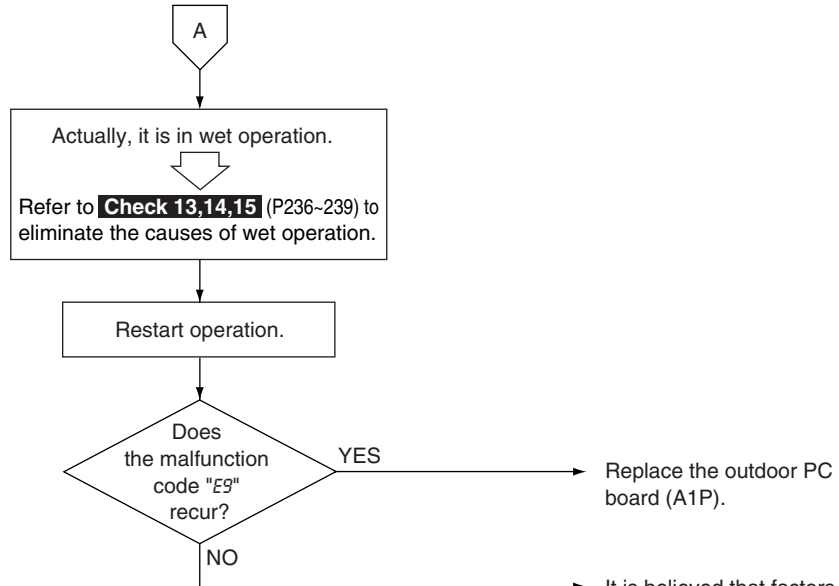 A
Actually, it is in wet operation.
Refer to Check 13,14,15 (P236~239) to
eliminate the causes of wet operation.
Restart operation.
Does
the malfunction
code "E9"
recur?
YES
Replace the outdoor PC
board (A1P).
NO
It is believed that factors